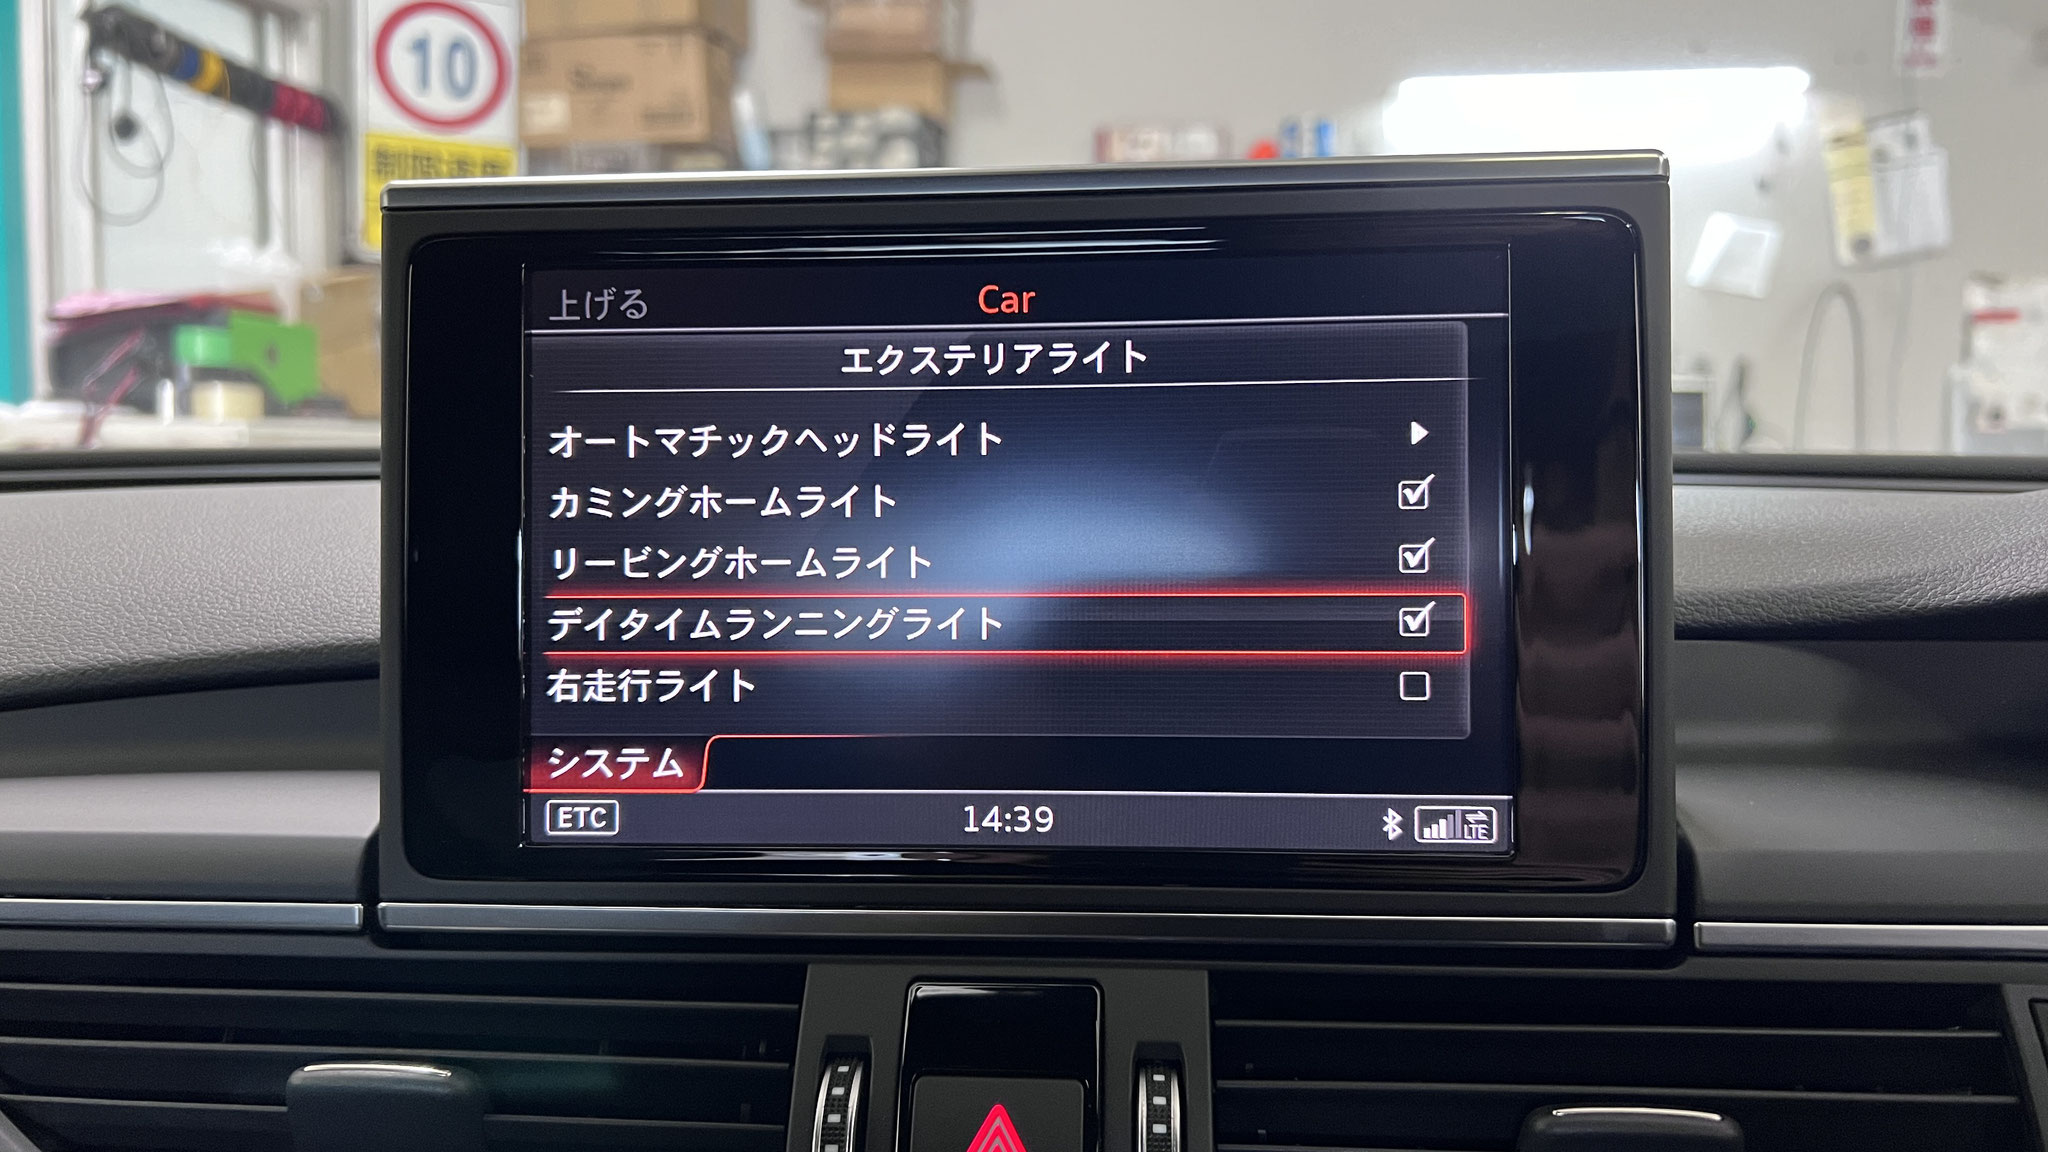 10
上げる
Car
エクステリアライト
オートマチックヘッドライト
カミングホームライト
リービングホームライト
デイタイムランニングライト
右走行ライト
システム
ETC
14:39
LTE